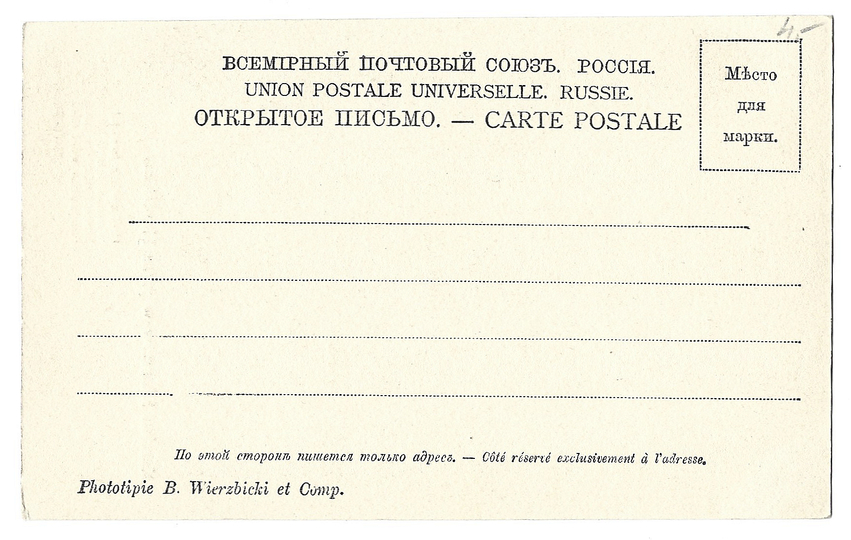 4.-
ВСЕМІРНЫЙ ПОЧТОВЫЙ СОЮЗЪ. РОССІЯ.
UNION POSTALE UNIVERSELLE. RUSSIE.
ОТКРЫТОЕ ПИСЬМО. — CARTE POSTALE
Мѣсто
для
марки.
По этой сторонѣ пишется только адресъ. — Côté réservé exclusivement à l'adresse.
Phototipie B. Wierzbicki et Comp.